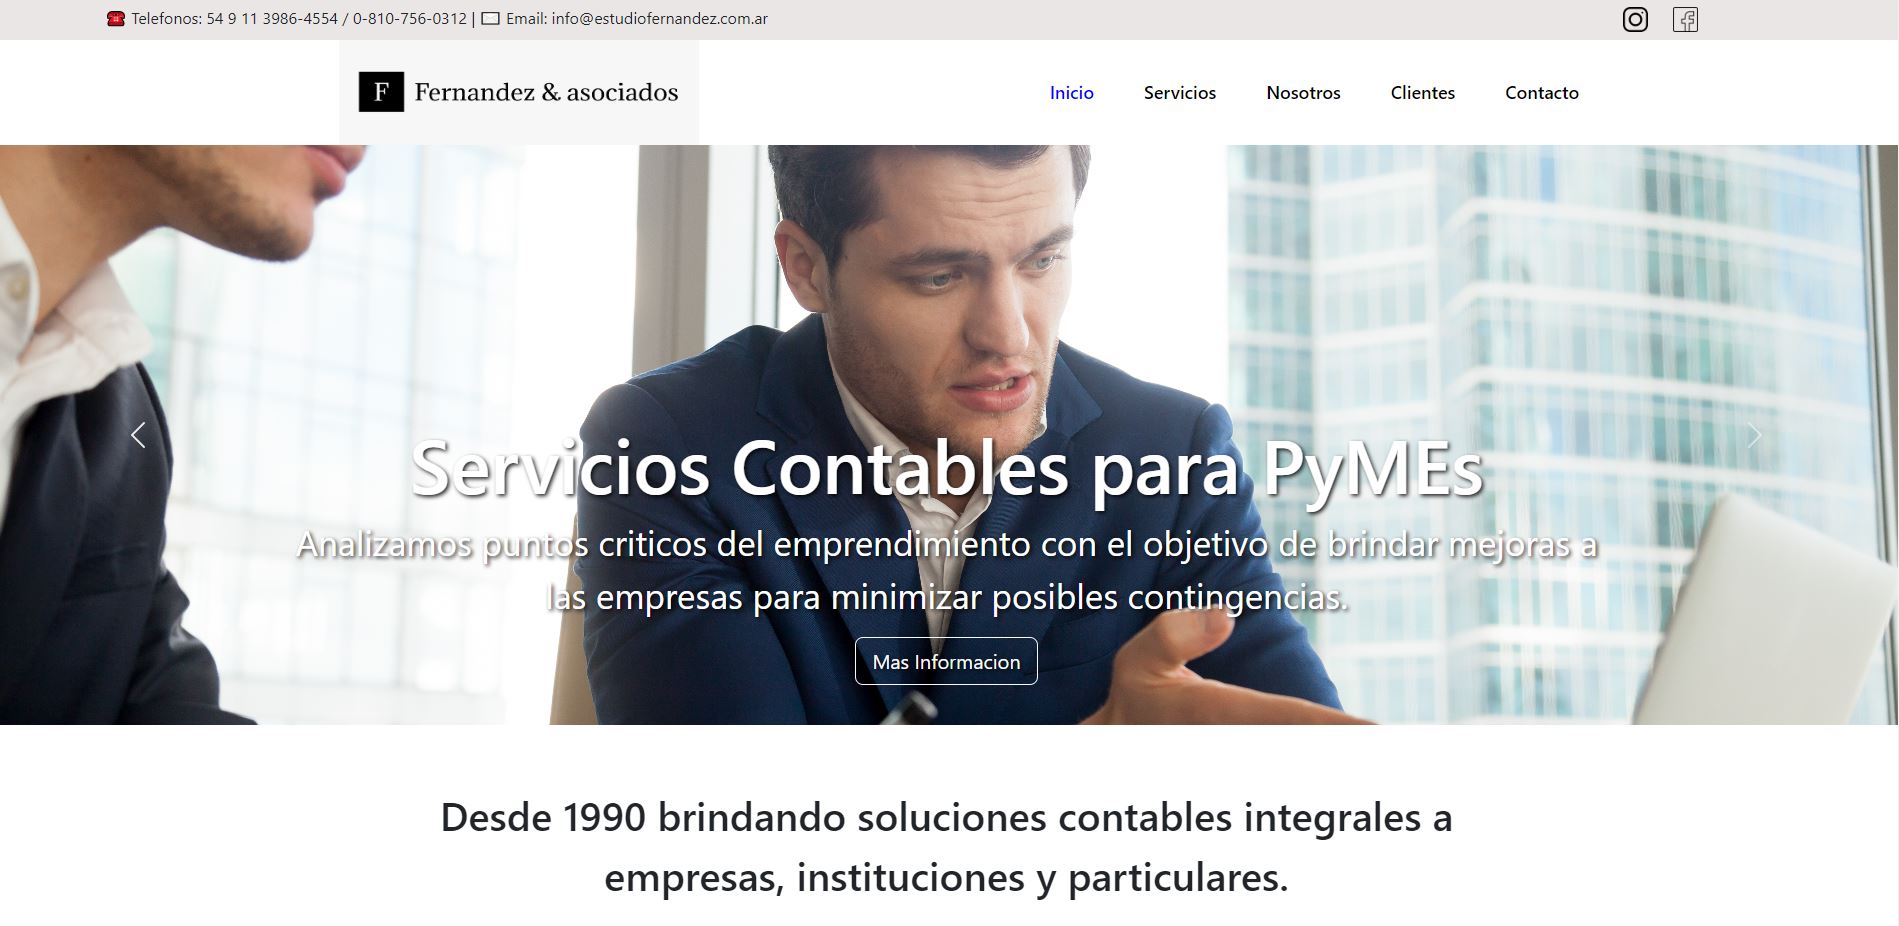 Telefonos: 54 9 11 3986-4554 / 0-810-756-0312 | Email: info@estudiofernandez.com.ar
F Fernandez & asociados
Inicio Servicios Nosotros Clientes Contacto
Servicios Contables para PyMEs
Analizamos puntos criticos del emprendimiento con el objetivo de brindar mejoras a
las empresas para minimizar posibles contingencias.
Mas Informacion
Desde 1990 brindando soluciones contables integrales a
empresas, instituciones y particulares.